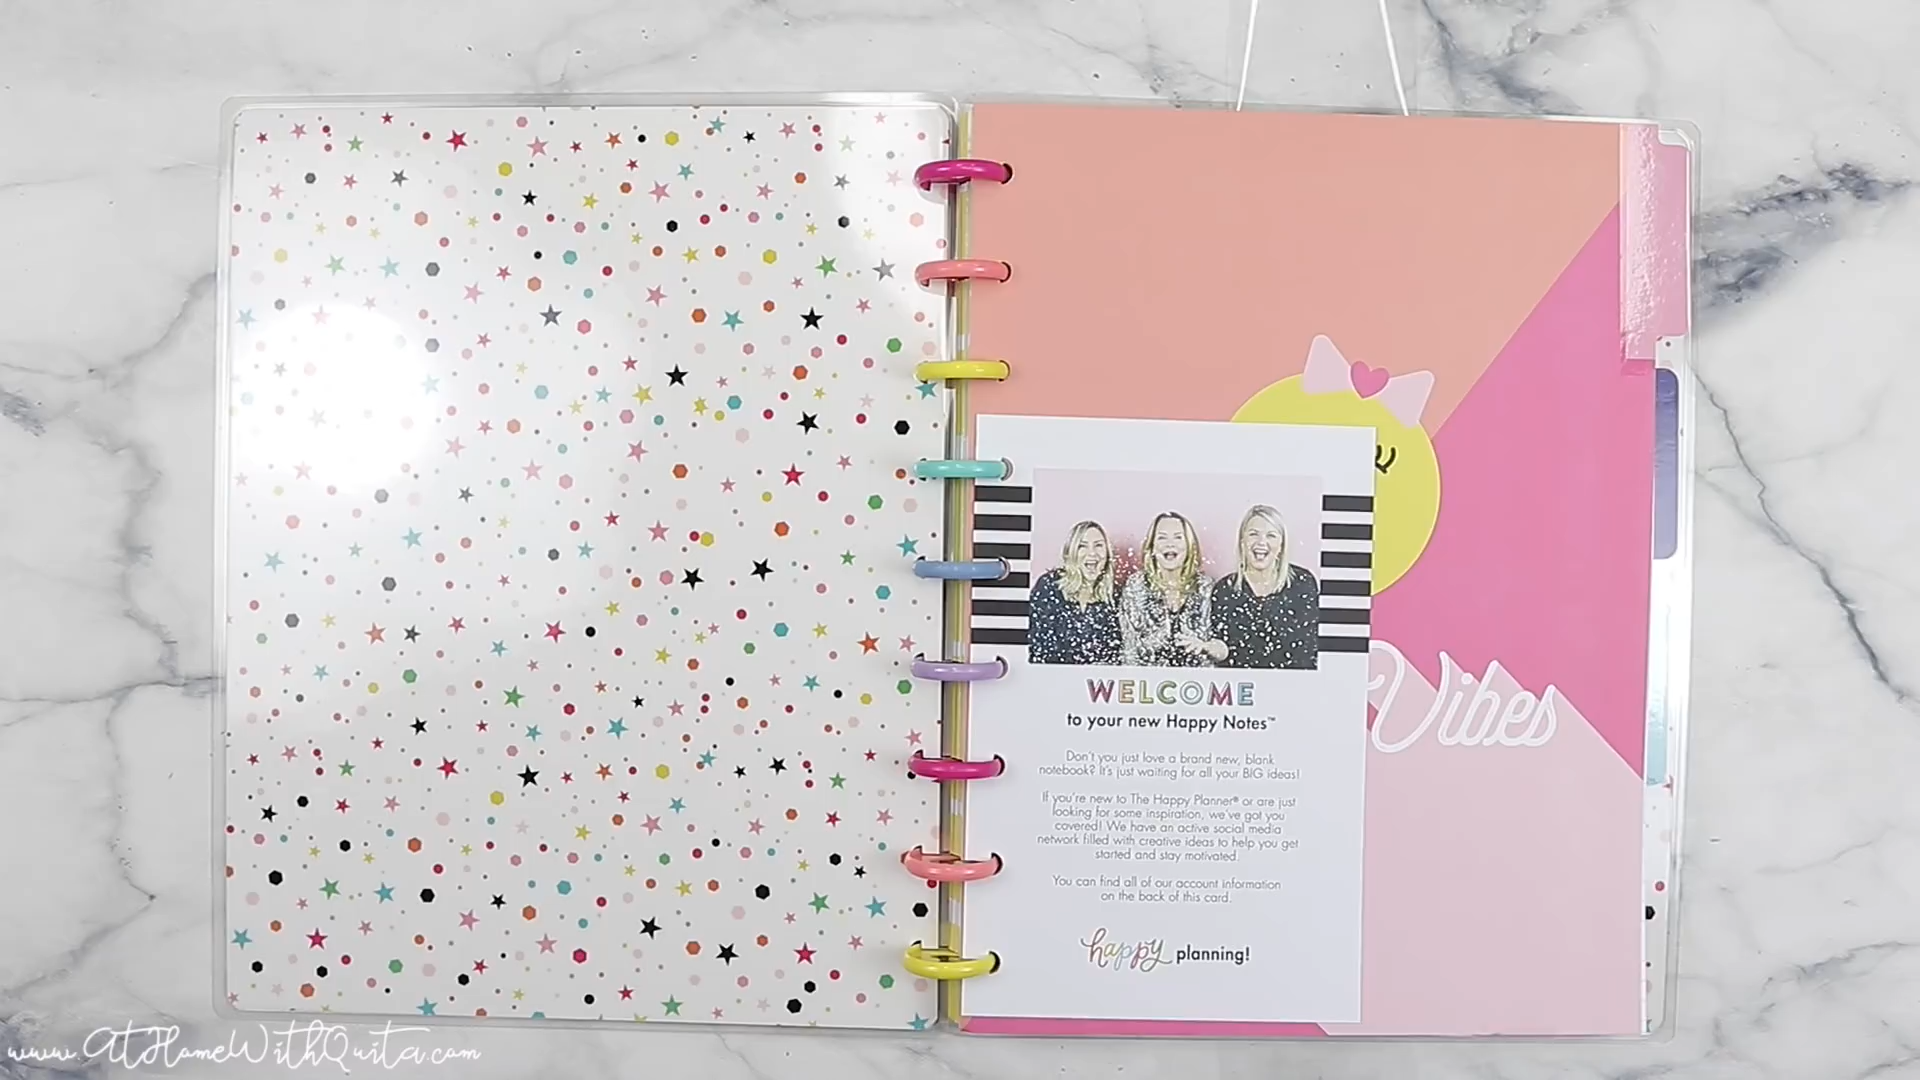 Vibes
WELCOME
to your new Happy Notes™
Don't you just love a brand new, blank
notebook? It's just waiting for all your BIG ideas!
If you're new to The Happy Planner® or are just
looking for some inspiration, we've got you
covered! We have an active social media
network filled with creative ideas to help you get
started and stay motivated.
You can find all of our account information
on the back of this card.
happy planning!
www.AtHomeWithQuita.com